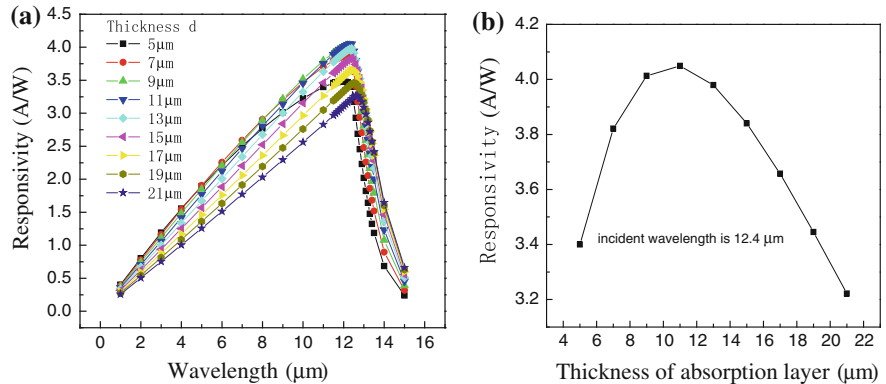 (a)
Thickness d
5μm
7μm
9μm
11μm
13μm
15μm
17μm
19μm
21μm
Responsivity (A/W)
4.5
4.0
3.5
3.0
2.5
2.0
1.5
1.0
0.5
0.0
0 2 4 6 8 10 12 14 16
Wavelength (μm)
(b)
Responsivity (A/W)
4.0
3.8
3.6
3.4
3.2
incident wavelength is 12.4 μm
4 6 8 10 12 14 16 18 20 22
Thickness of absorption layer (μm)